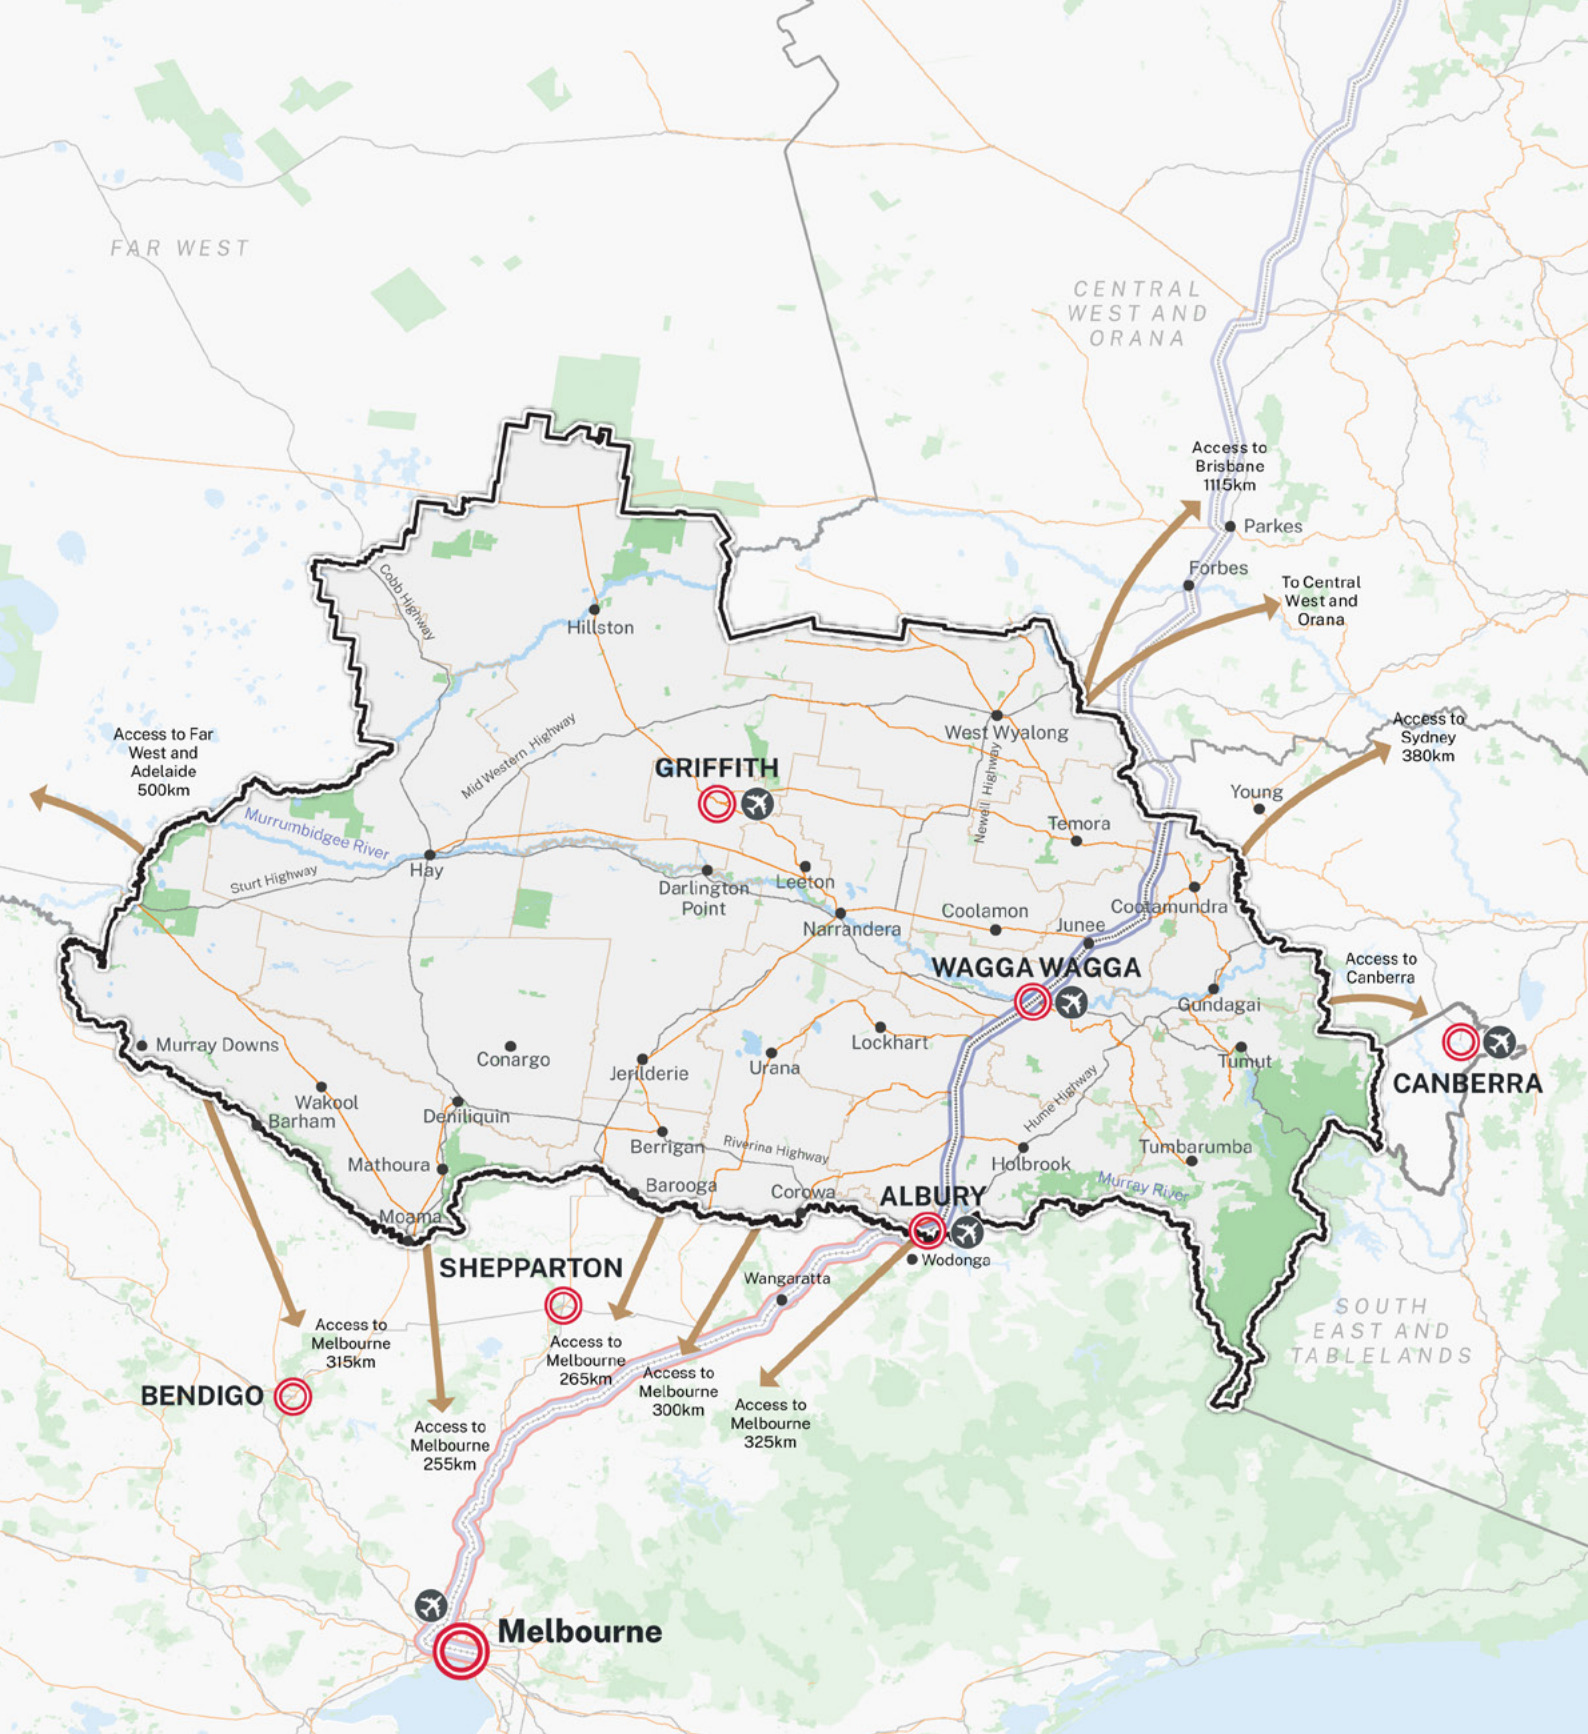 FAR WEST
CENTRAL
WEST AND
ORANA
Access to
Brisbane
1115km
Parkes
Forbes
To Central
West and
Orana
Cobb Highway
Hillston
Access to Far
West and
Adelaide
500km
Mid Western Highway
West Wyalong
Access to
Sydney
380km
GRIFFITH
Newell Highway
Young
Murrumbidgee River
Temora
Sturt Highway
Hay
Darlington
Point
Leeton
Narrandera
Coolamon
Cootamundra
Junee
WAGGA WAGGA
Access to
Canberra
Gundagai
Murray Downs
Conargo
Jerilderie
Urana
Lockhart
Tumut
CANBERRA
Wakool
Barham
Deniliquin
Hume Highway
Berrigan
Riverina Highway
Mathoura
Holbrook
Tumbarumba
Murray River
Barooga
Corowa
ALBURY
Moama
Wodonga
SHEPPARTON
Wangaratta
SOUTH
EAST AND
TABLELANDS
Access to
Melbourne
315km
Access to
Melbourne
265km
Access to
Melbourne
300km
BENDIGO
Access to
Melbourne
325km
Access to
Melbourne
255km
Melbourne